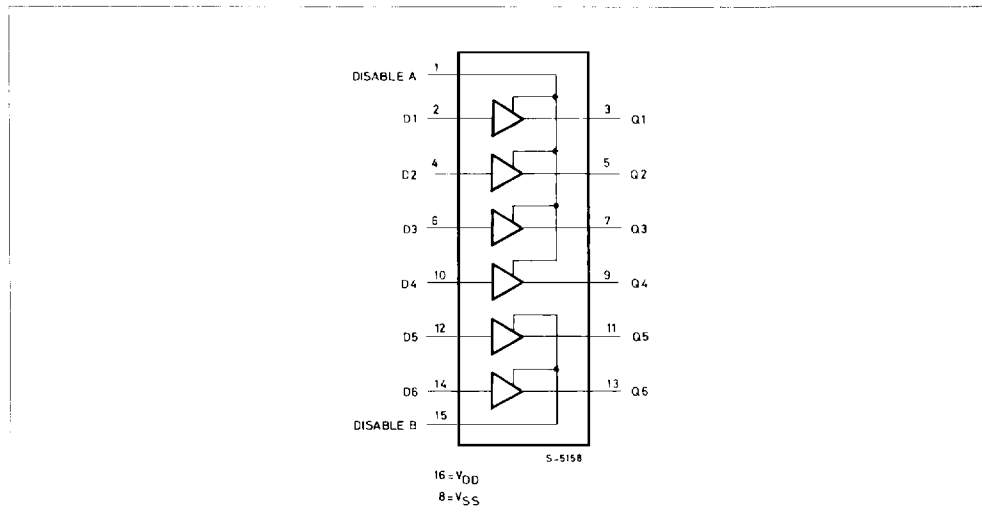 DISABLE A 1
D1 2 3 Q1
D2 4 5 Q2
D3 6 7 Q3
D4 10 9 Q4
D5 12 11 Q5
D6 14 13 Q6
DISABLE B 15
S-5158
16 = VDD
8 = VSS